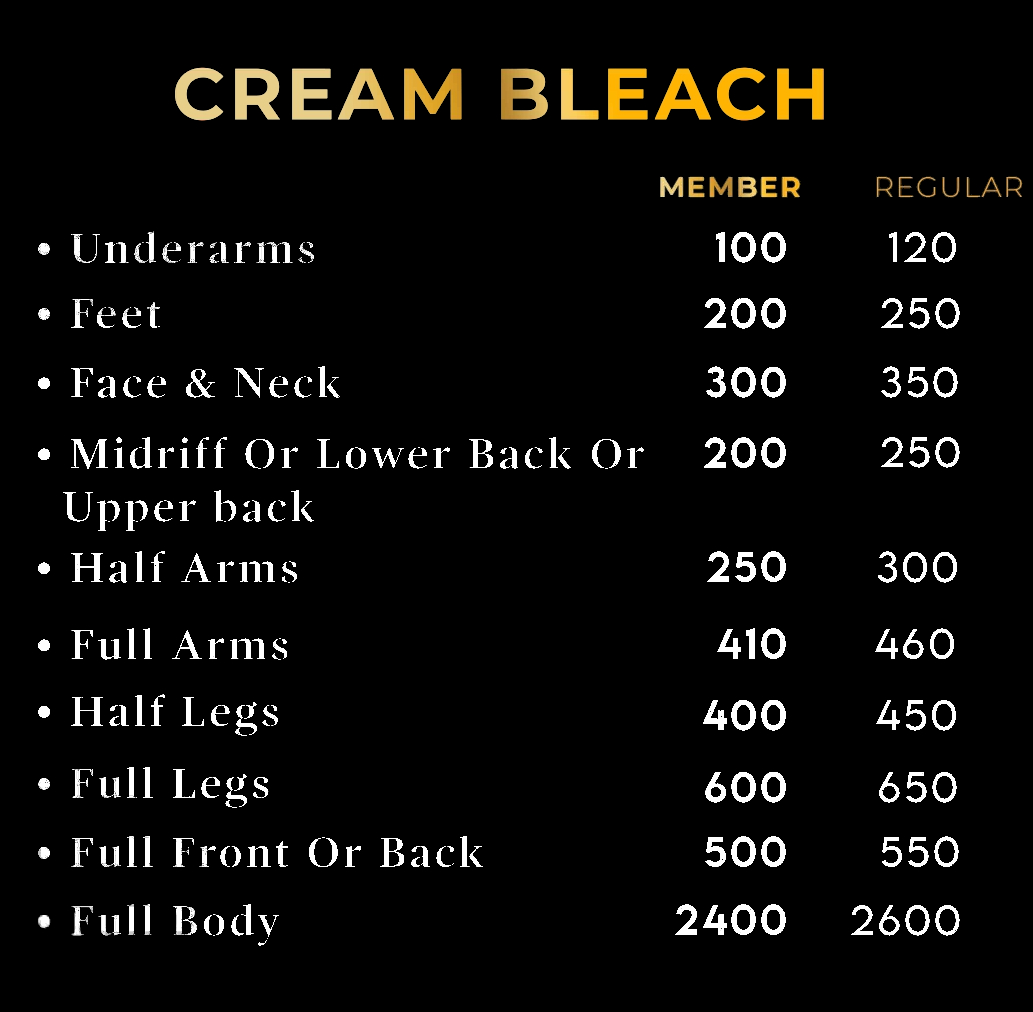 CREAM BLEACH
MEMBER REGULAR
• Underarms 100 120
• Feet 200 250
• Face & Neck 300 350
• Midriff Or Lower Back Or 200 250
Upper back
• Half Arms 250 300
• Full Arms 410 460
• Half Legs 400 450
• Full Legs 600 650
• Full Front Or Back 500 550
• Full Body 2400 2600